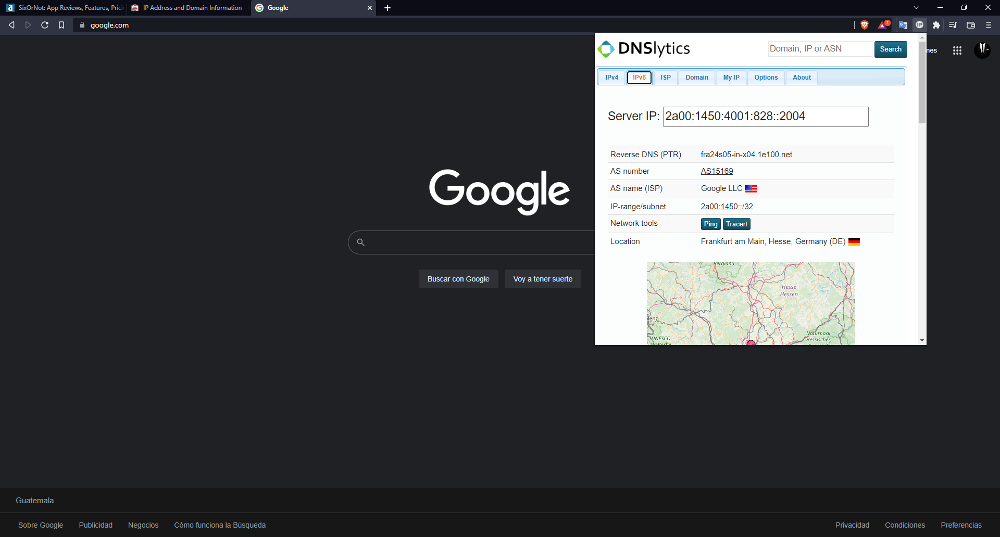 SixOrNot: App Reviews, Features, Prici
IP Address and Domain Information -
Google
google.com
1
IP
DNSlytics
Domain, IP or ASN
Search
nes
IPv4
IPv6
ISP
Domain
My IP
Options
About
Server IP: 2a00:1450:4001:828::2004
Reverse DNS (PTR) fra24s05-in-x04.1e100.net
AS number AS15169
AS name (ISP) Google LLC
IP-range/subnet 2a00:1450::/32
Network tools Ping Tracert
Location Frankfurt am Main, Hesse, Germany (DE)
Bergland
Hesse
Hessen
blenz
UNESCO
Welterbe
Naturpark
Hessischer
Google
Buscar con Google
Voy a tener suerte
Guatemala
Sobre Google
Publicidad
Negocios
Cómo funciona la Búsqueda
Privacidad
Condiciones
Preferencias